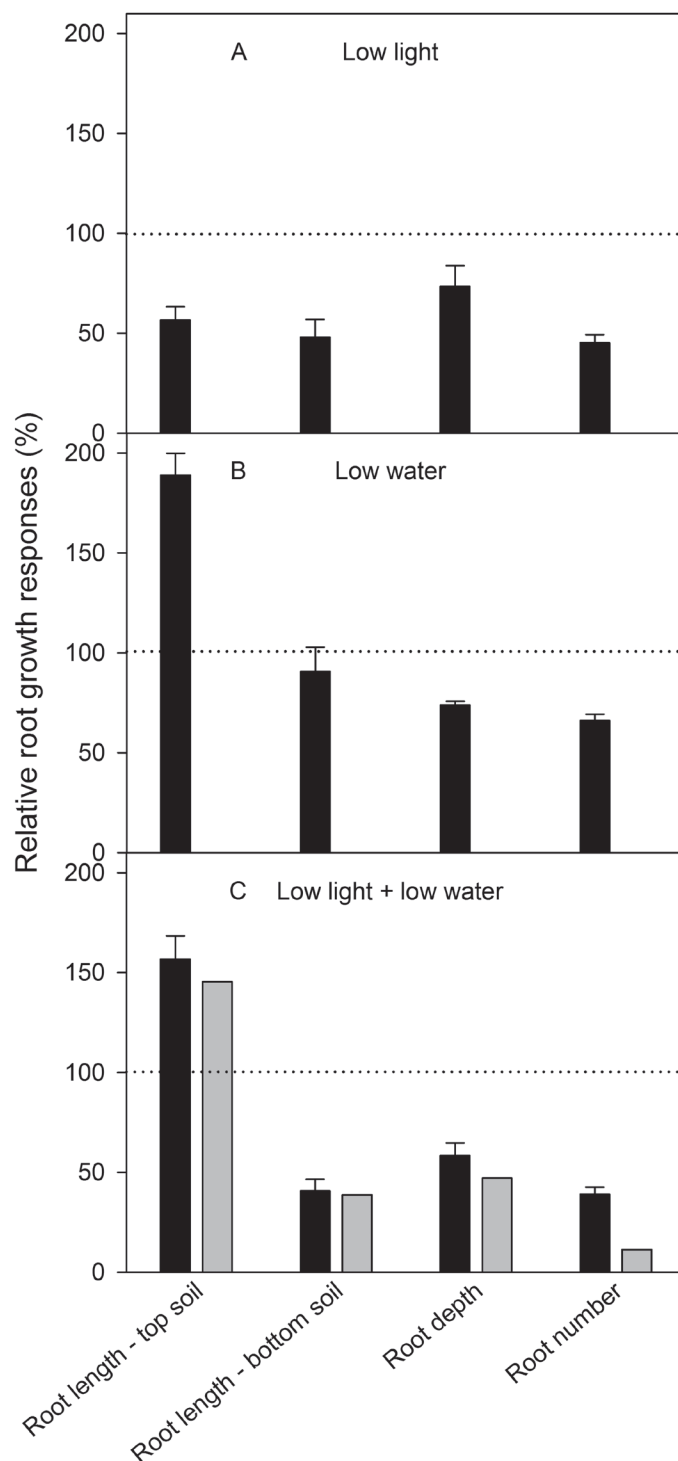 Relative root growth responses (%)
A Low light
200
150
100
50
0
B Low water
200
150
100
50
0
C Low light + low water
200
150
100
50
0
Root length - top soil
Root length - bottom soil
Root depth
Root number